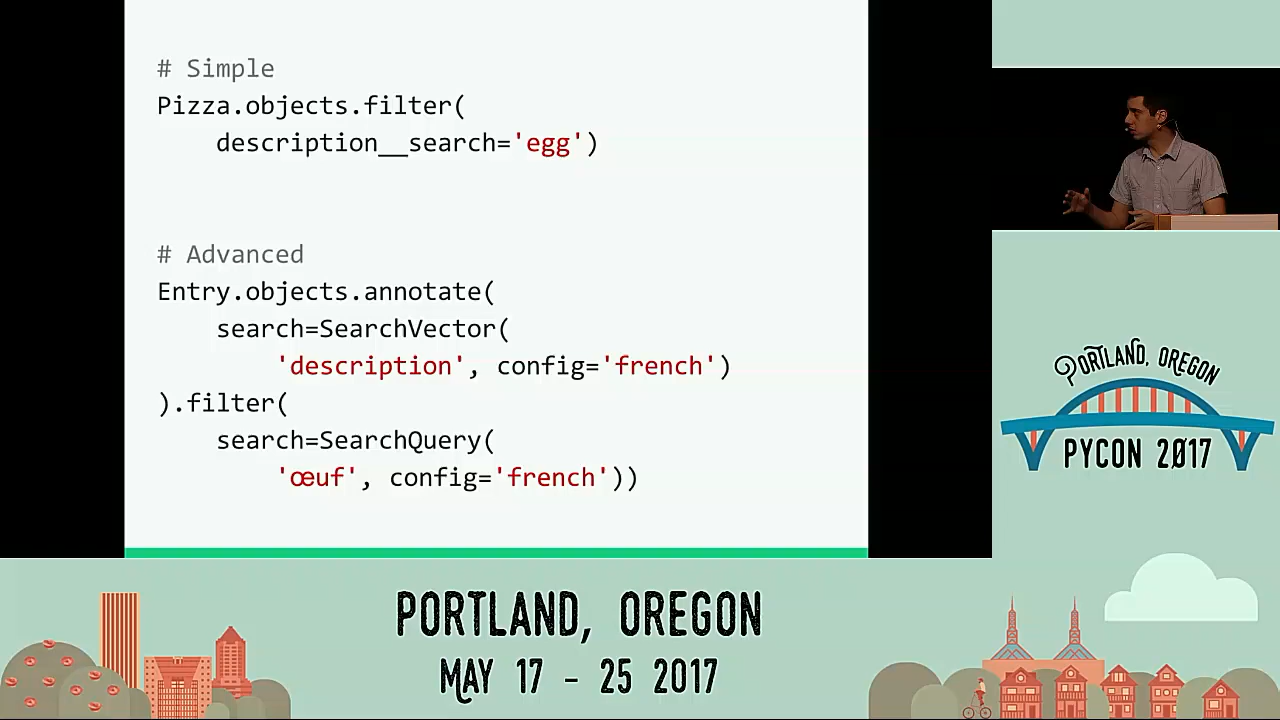 # Simple
Pizza.objects.filter(
    description__search='egg')
# Advanced
Entry.objects.annotate(
    search=SearchVector(
        'description', config='french')
).filter(
    search=SearchQuery(
        'œuf', config='french'))
PORTLAND, OREGON
PYCON 2017
PORTLAND, OREGON
MAY 17 - 25 2017